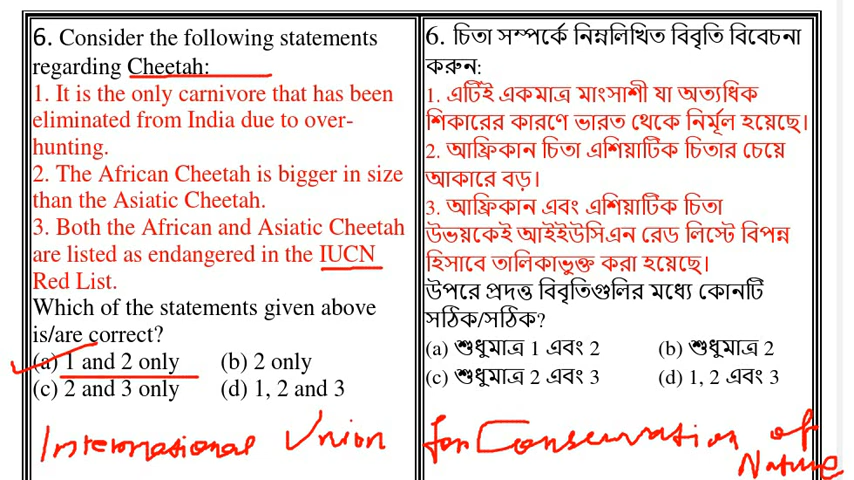 6. Consider the following statements
regarding Cheetah:
1. It is the only carnivore that has been
eliminated from India due to over-
hunting.
2. The African Cheetah is bigger in size
than the Asiatic Cheetah.
3. Both the African and Asiatic Cheetah
are listed as endangered in the IUCN
Red List.
Which of the statements given above
is/are correct?
(a) 1 and 2 only (b) 2 only
(c) 2 and 3 only (d) 1, 2 and 3
6. চিতা সম্পর্কে নিম্নলিখিত বিবৃতি বিবেচনা
করুন:
1. এটিই একমাত্র মাংসাশী যা অত্যধিক
শিকারের কারণে ভারত থেকে নির্মূল হয়েছে।
2. আফ্রিকান চিতা এশিয়াটিক চিতার চেয়ে
আকারে বড়।
3. আফ্রিকান এবং এশিয়াটিক চিতা
উভয়কেই আইইউসিএন রেড লিস্টে বিপন্ন
হিসাবে তালিকাভুক্ত করা হয়েছে।
উপরে প্রদত্ত বিবৃতিগুলির মধ্যে কোনটি
সঠিক/সঠিক?
(a) শুধুমাত্র 1 এবং 2 (b) শুধুমাত্র 2
(c) শুধুমাত্র 2 এবং 3 (d) 1, 2 এবং 3
International Union for Conservation of
Nature